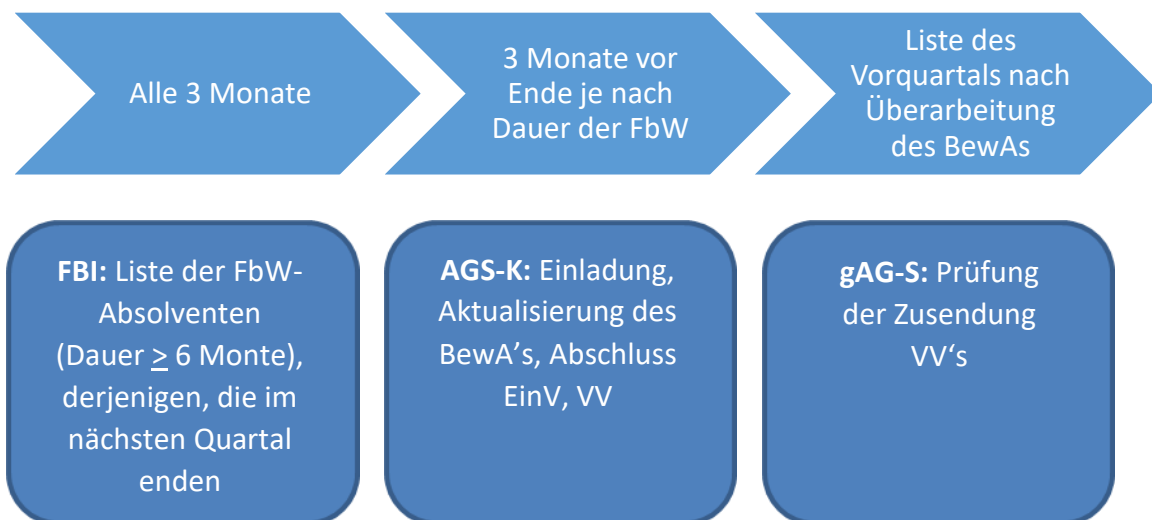 Alle 3 Monate
3 Monate vor
Ende je nach
Dauer der FbW
Liste des
Vorquartals nach
Überarbeitung
des BewAs
FBI: Liste der FbW-
Absolventen
(Dauer > 6 Monte),
derjenigen, die im
nächsten Quartal
enden
AGS-K: Einladung,
Aktualisierung des
BewA's, Abschluss
EinV, VV
gAG-S: Prüfung
der Zusendung
VV‘s